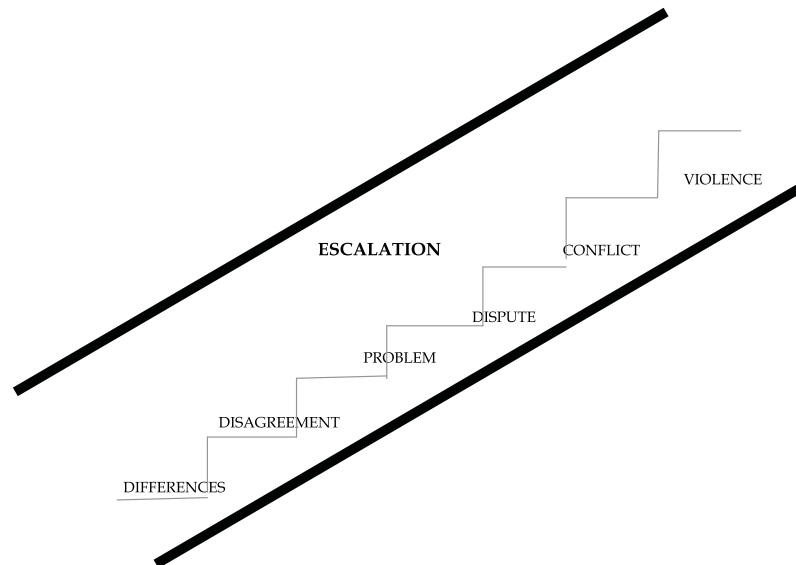 VIOLENCE
ESCALATION
CONFLICT
DISPUTE
PROBLEM
DISAGREEMENT
DIFFERENCES